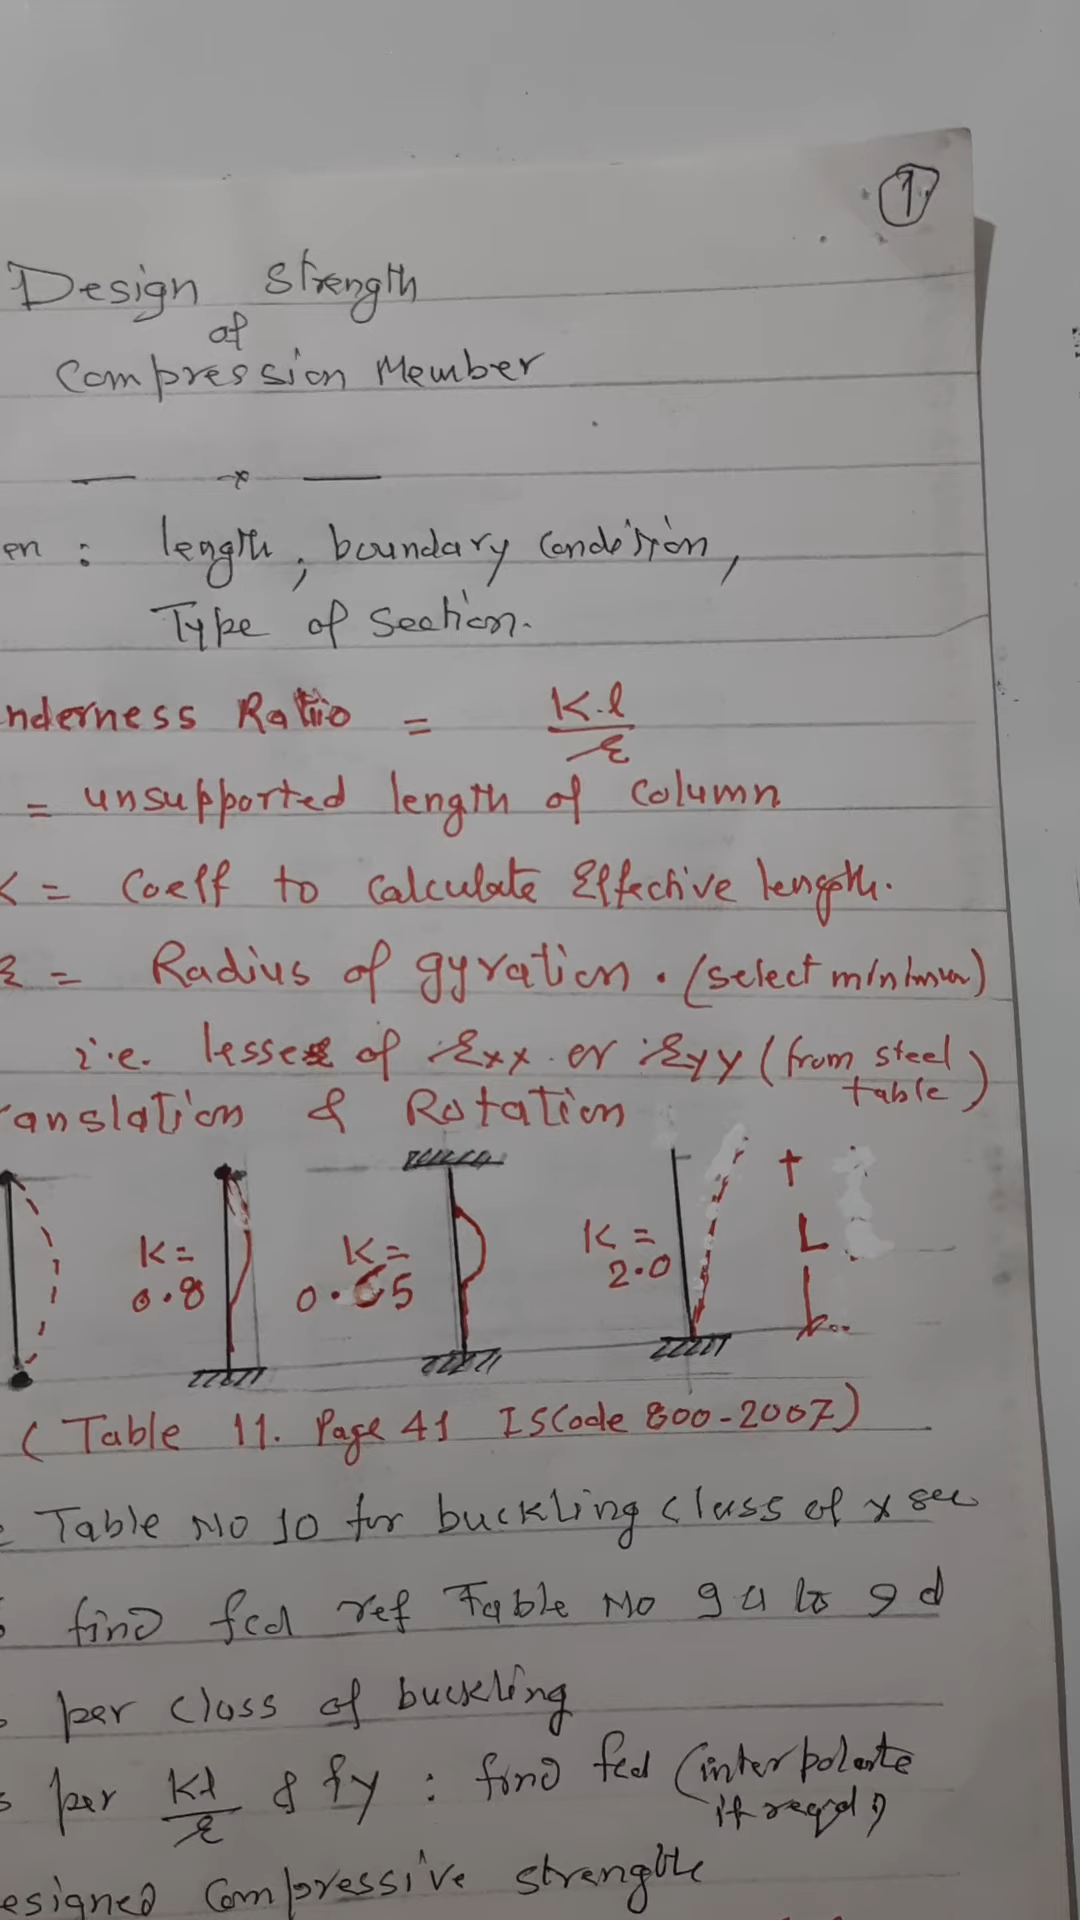 1
Design Strength
of
Compression Member
en : length, boundary Condition,
Type of Section.
nderness Ratio = K.l / r
= unsupported length of Column
K = Coeff to Calculate Effective length.
r = Radius of gyration. (select minimum)
i.e. lesser of rxx or ryy (from steel table)
ranslation & Rotation
K= 0.8
K= 0.65
K= 2.0
L
(Table 11. Page 41 IS Code 800-2007)
Table No 10 for buckling class of x sec
find fcd ref Table No 9a to 9d
per class of buckling
per Kl / r & fy : find fcd (interpolate if reqd)
esigned Compressive strength